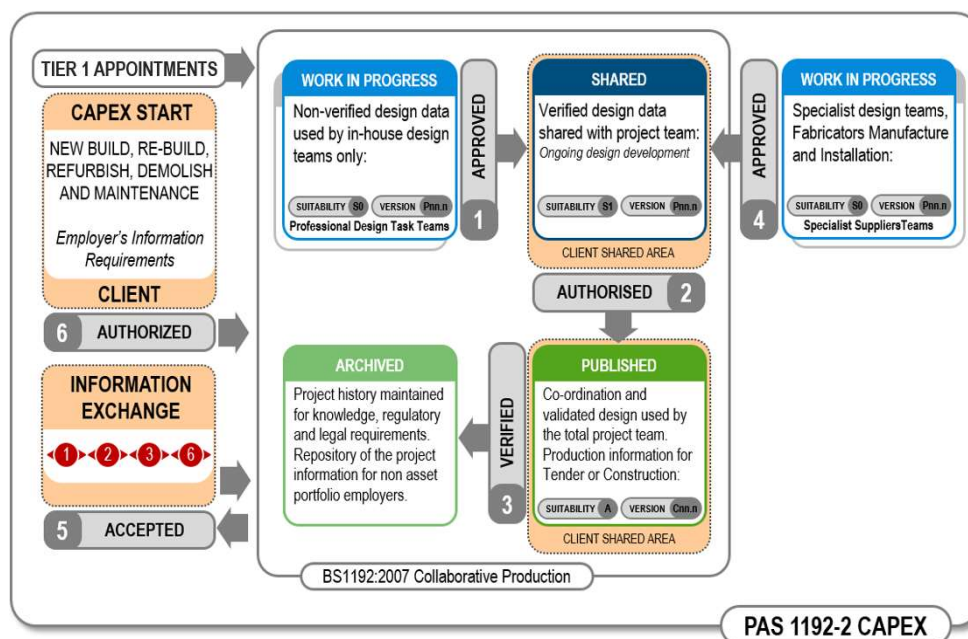 TIER 1 APPOINTMENTS
CAPEX START
NEW BUILD, RE-BUILD,
REFURBISH, DEMOLISH
AND MAINTENANCE
Employer's Information
Requirements
CLIENT
6 AUTHORIZED
INFORMATION
EXCHANGE
1 2 3 6
5 ACCEPTED
WORK IN PROGRESS
Non-verified design data
used by in-house design
teams only:
SUITABILITY S0 VERSION Pnn.n
Professional Design Task Teams
APPROVED
1
SHARED
Verified design data
shared with project team:
Ongoing design development
SUITABILITY S1 VERSION Pnn.n
CLIENT SHARED AREA
APPROVED
4
WORK IN PROGRESS
Specialist design teams,
Fabricators Manufacture
and Installation:
SUITABILITY S0 VERSION Pnn.n
Specialist SuppliersTeams
AUTHORISED 2
ARCHIVED
Project history maintained
for knowledge, regulatory
and legal requirements.
Repository of the project
information for non asset
portfolio employers.
VERIFIED
3
PUBLISHED
Co-ordination and
validated design used by
the total project team.
Production information for
Tender or Construction:
SUITABILITY A VERSION Cnn.n
CLIENT SHARED AREA
BS1192:2007 Collaborative Production
PAS 1192-2 CAPEX